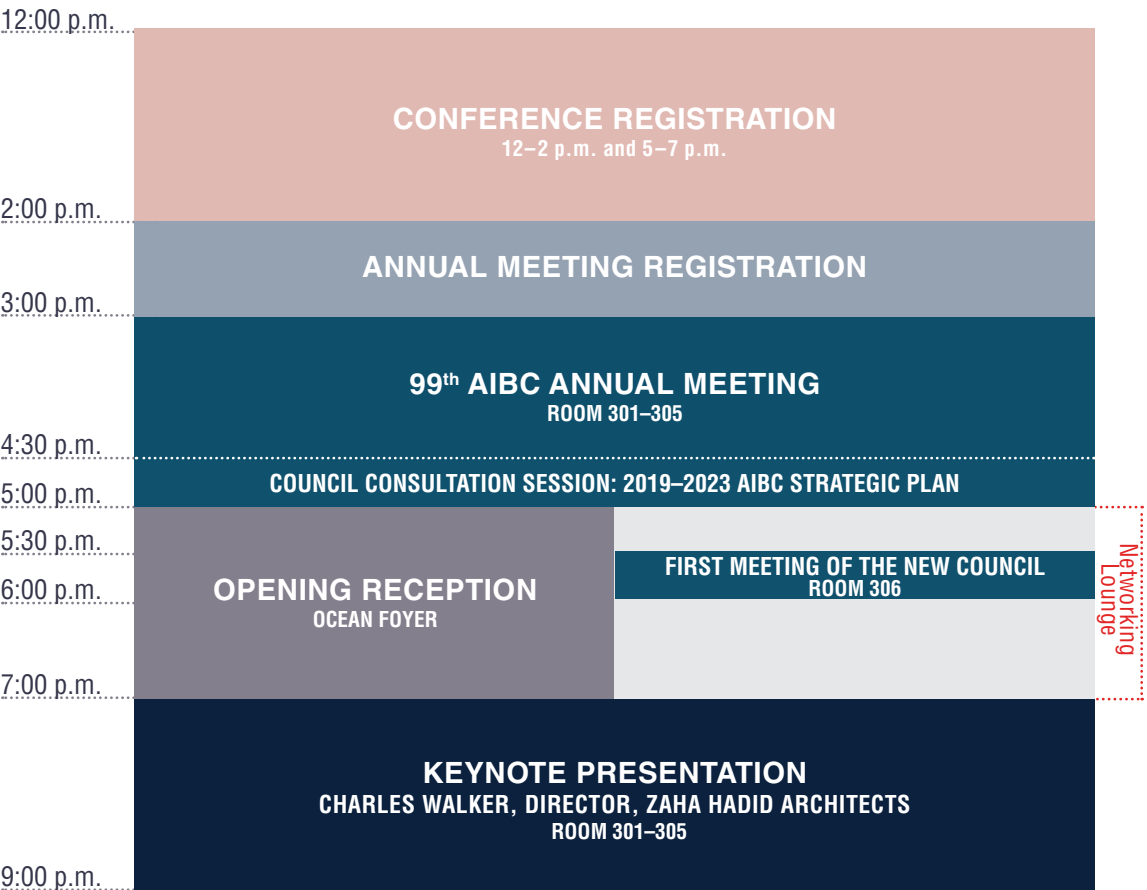 12:00 p.m.
CONFERENCE REGISTRATION
12–2 p.m. and 5–7 p.m.
2:00 p.m.
ANNUAL MEETING REGISTRATION
3:00 p.m.
99th AIBC ANNUAL MEETING
ROOM 301–305
4:30 p.m.
COUNCIL CONSULTATION SESSION: 2019–2023 AIBC STRATEGIC PLAN
5:00 p.m.
5:30 p.m.
OPENING RECEPTION
OCEAN FOYER
FIRST MEETING OF THE NEW COUNCIL
ROOM 306
Networking
Lounge
6:00 p.m.
7:00 p.m.
KEYNOTE PRESENTATION
CHARLES WALKER, DIRECTOR, ZAHA HADID ARCHITECTS
ROOM 301–305
9:00 p.m.